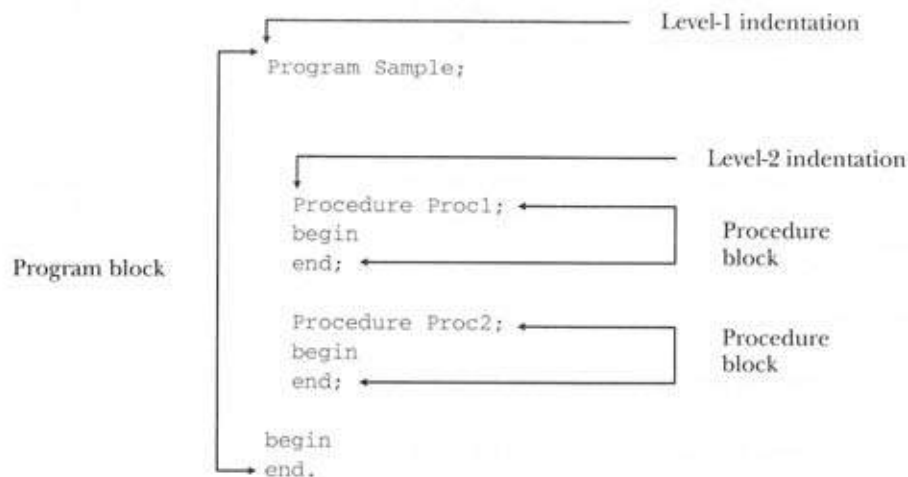 Level-1 indentation
Program Sample;
Level-2 indentation
Procedure Proc1;
begin
end;
Procedure
block
Program block
Procedure Proc2;
begin
end;
Procedure
block
begin
end.